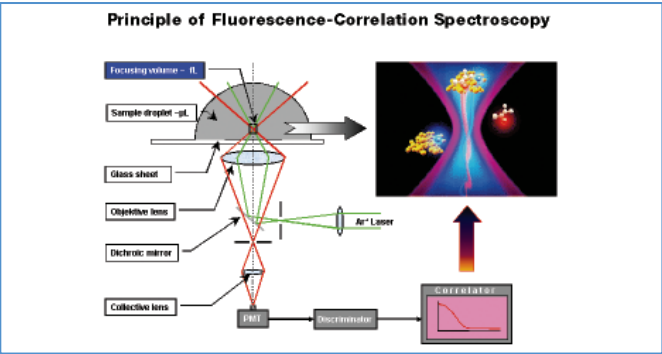 Principle of Fluorescence-Correlation Spectroscopy
Focusing volume – fL
Sample droplet ~pL
Glass sheet
Objektive lens
Ar⁺ Laser
Dichroic mirror
Collective lens
PMT
Discriminator
Correlator